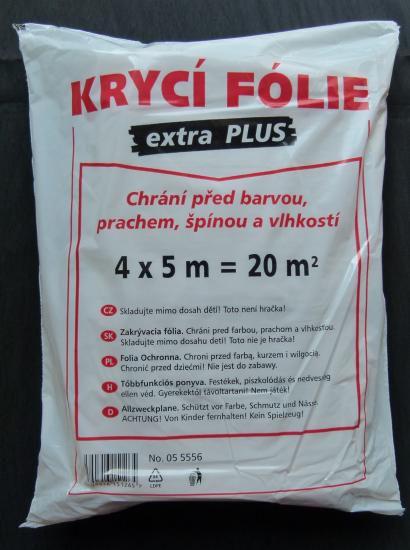 KRYCÍ FÓLIE
extra PLUS
Chrání před barvou,
prachem, špínou a vlhkostí
4 x 5 m = 20 m²
CZ Skladujte mimo dosah dětí! Toto není hračka!
SK Zakrývacia fólia. Chráni pred farbou, prachom a vlhkosťou.
Skladujte mimo dosahu detí! Toto nie je hračka!
PL Folia Ochronna. Chroni przed farbą, kurzem i wilgocią.
Chronić przed dziećmi! Nie jest do zabawy.
H Többfunkciós ponyva. Festékek, piszkolódás és nedvesség
ellen véd. Gyerekektől távoltartani! Nem játék!
D Allzweckplane. Schützt vor Farbe, Schmutz und Nässe.
ACHTUNG! Von Kinder fernhalten! Kein Spielzeug!
No. 05 5556
LDPE